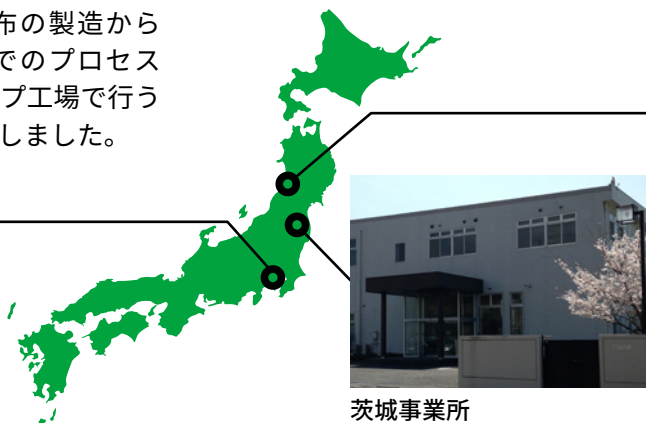 布の製造から
でのプロセス
プ工場で行う
しました。
茨城事業所